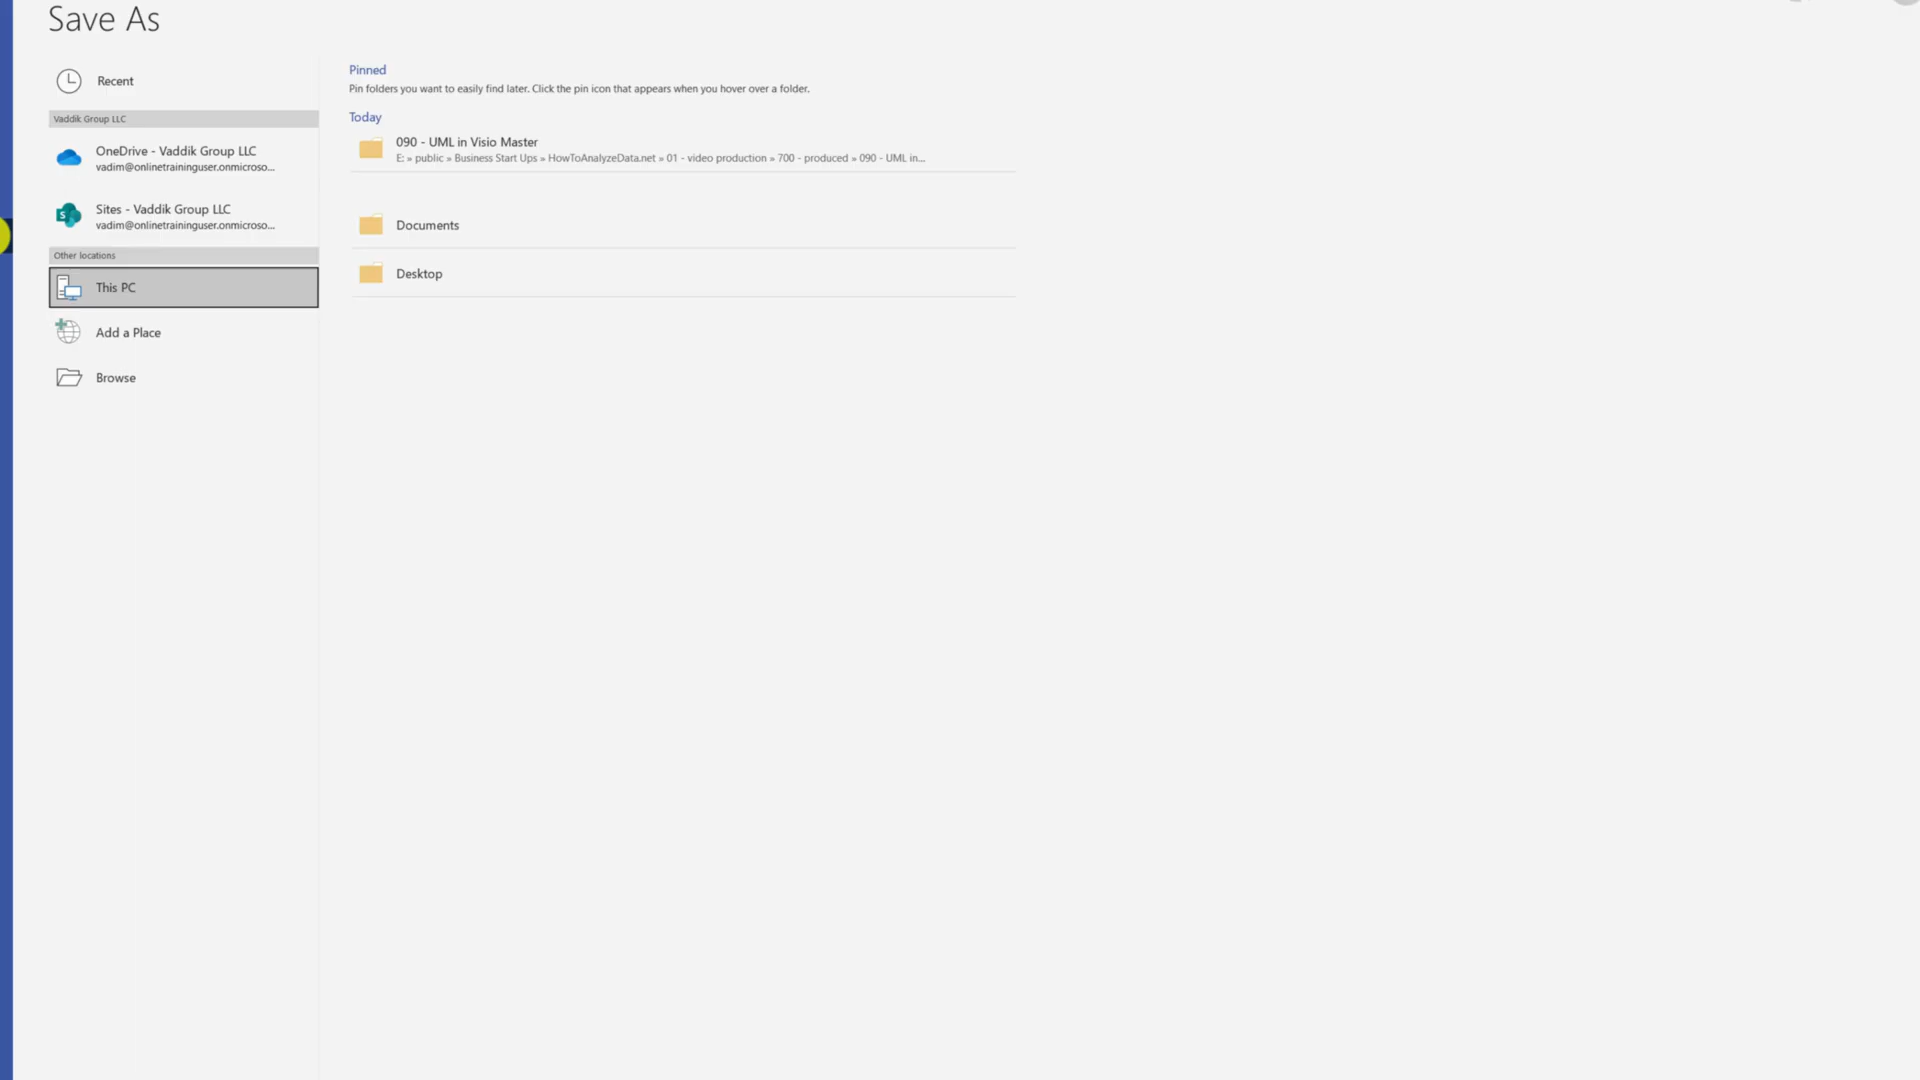 Save As
Recent
Vaddik Group LLC
OneDrive - Vaddik Group LLC
vadim@onlinetraininguser.onmicroso...
Sites - Vaddik Group LLC
vadim@onlinetraininguser.onmicroso...
Other locations
This PC
Add a Place
Browse
Pinned
Pin folders you want to easily find later. Click the pin icon that appears when you hover over a folder.
Today
090 - UML in Visio Master
E: » public » Business Start Ups » HowToAnalyzeData.net » 01 - video production » 700 - produced » 090 - UML in...
Documents
Desktop